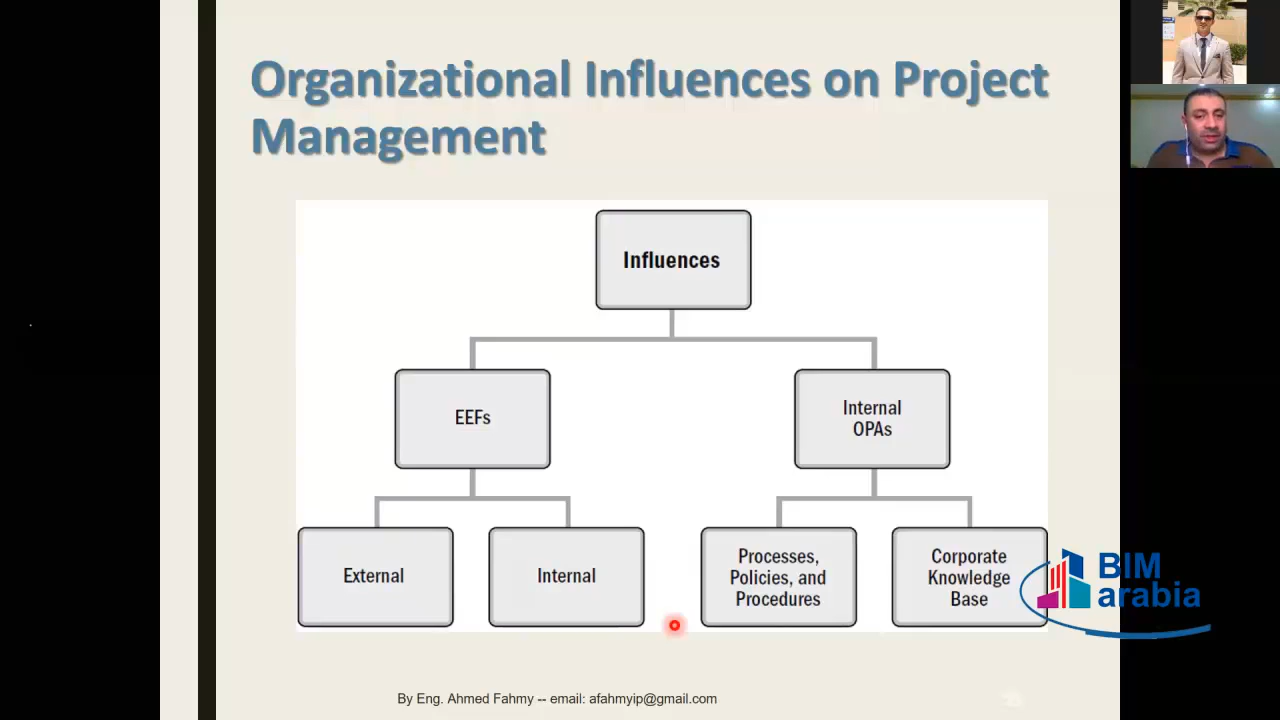 Organizational Influences on Project
Management
Influences
EEFs
Internal
OPAs
External
Internal
Processes,
Policies, and
Procedures
Corporate
Knowledge
Base
BIM
arabia
By Eng. Ahmed Fahmy -- email: afahmyip@gmail.com